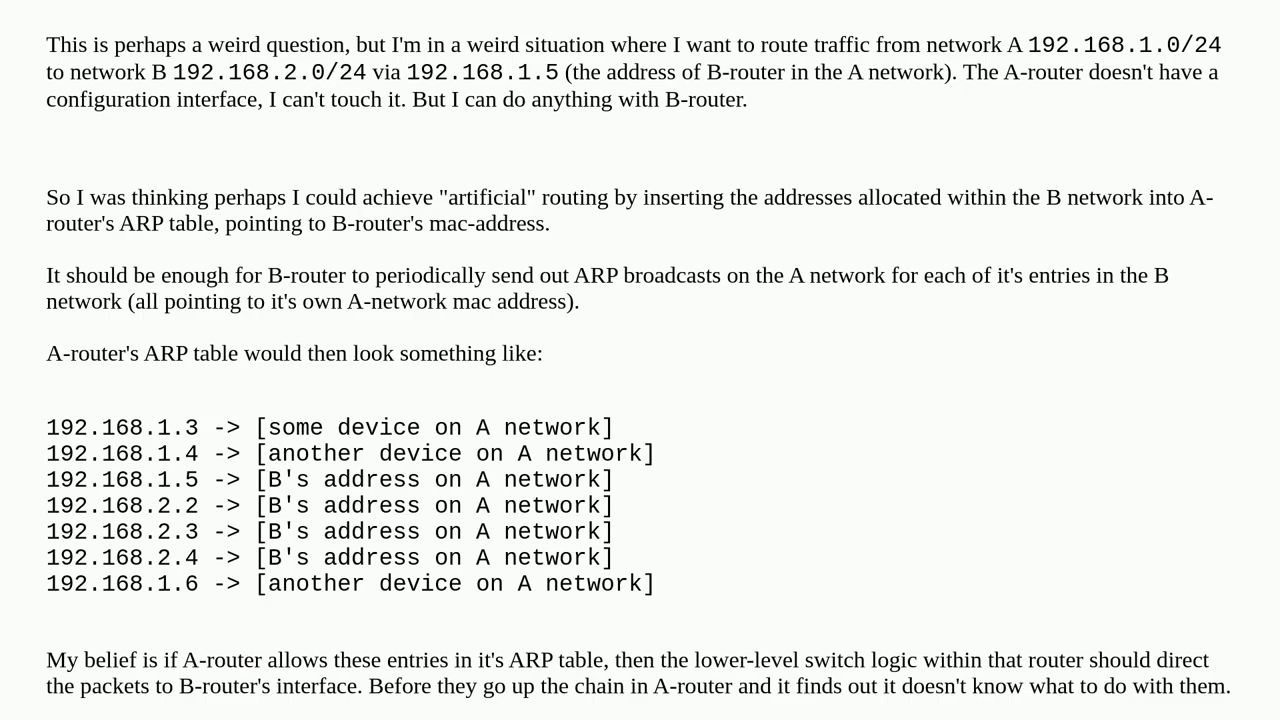 This is perhaps a weird question, but I'm in a weird situation where I want to route traffic from network A 192.168.1.0/24
to network B 192.168.2.0/24 via 192.168.1.5 (the address of B-router in the A network). The A-router doesn't have a
configuration interface, I can't touch it. But I can do anything with B-router.
So I was thinking perhaps I could achieve "artificial" routing by inserting the addresses allocated within the B network into A-
router's ARP table, pointing to B-router's mac-address.
It should be enough for B-router to periodically send out ARP broadcasts on the A network for each of it's entries in the B
network (all pointing to it's own A-network mac address).
A-router's ARP table would then look something like:
192.168.1.3 -> [some device on A network]
192.168.1.4 -> [another device on A network]
192.168.1.5 -> [B's address on A network]
192.168.2.2 -> [B's address on A network]
192.168.2.3 -> [B's address on A network]
192.168.2.4 -> [B's address on A network]
192.168.1.6 -> [another device on A network]
My belief is if A-router allows these entries in it's ARP table, then the lower-level switch logic within that router should direct
the packets to B-router's interface. Before they go up the chain in A-router and it finds out it doesn't know what to do with them.